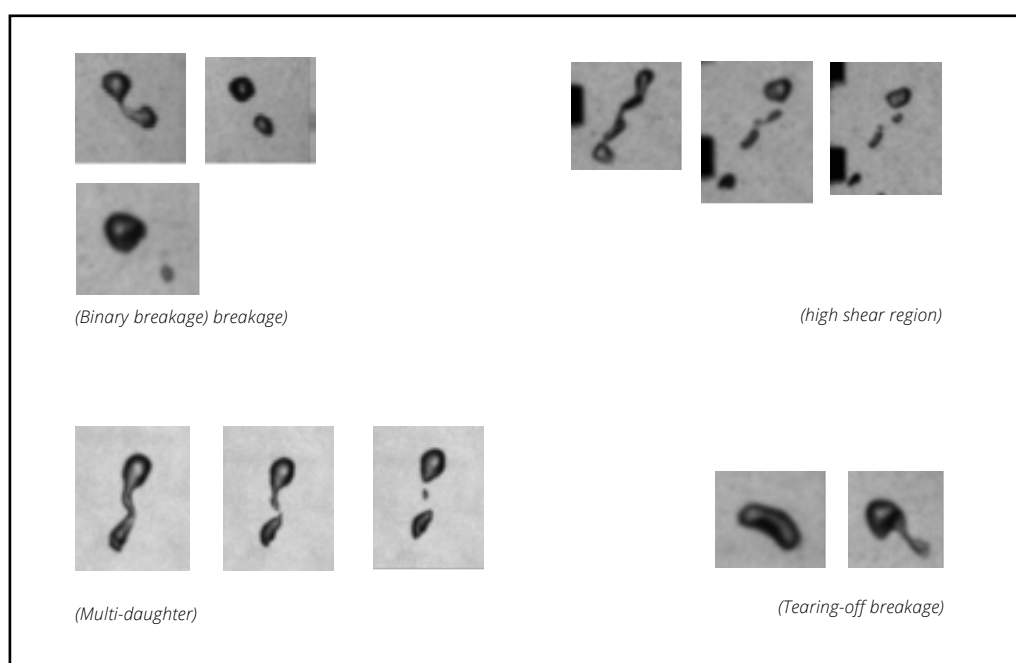 (Binary breakage) breakage)
(high shear region)
(Multi-daughter)
(Tearing-off breakage)